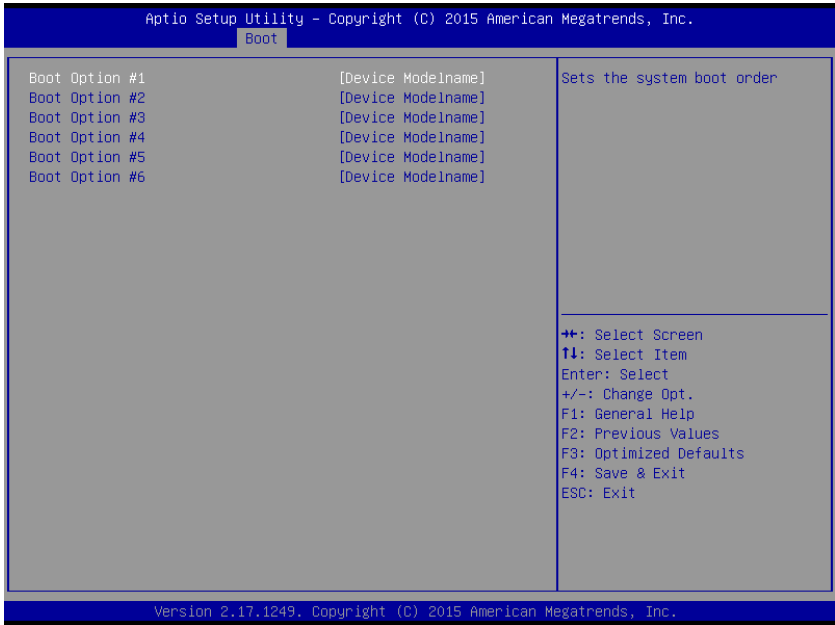 Aptio Setup Utility – Copyright (C) 2015 American Megatrends, Inc.
Boot
Boot Option #1 [Device Modelname]
Boot Option #2 [Device Modelname]
Boot Option #3 [Device Modelname]
Boot Option #4 [Device Modelname]
Boot Option #5 [Device Modelname]
Boot Option #6 [Device Modelname]
Sets the system boot order
→←: Select Screen
↑↓: Select Item
Enter: Select
+/-: Change Opt.
F1: General Help
F2: Previous Values
F3: Optimized Defaults
F4: Save & Exit
ESC: Exit
Version 2.17.1249. Copyright (C) 2015 American Megatrends, Inc.